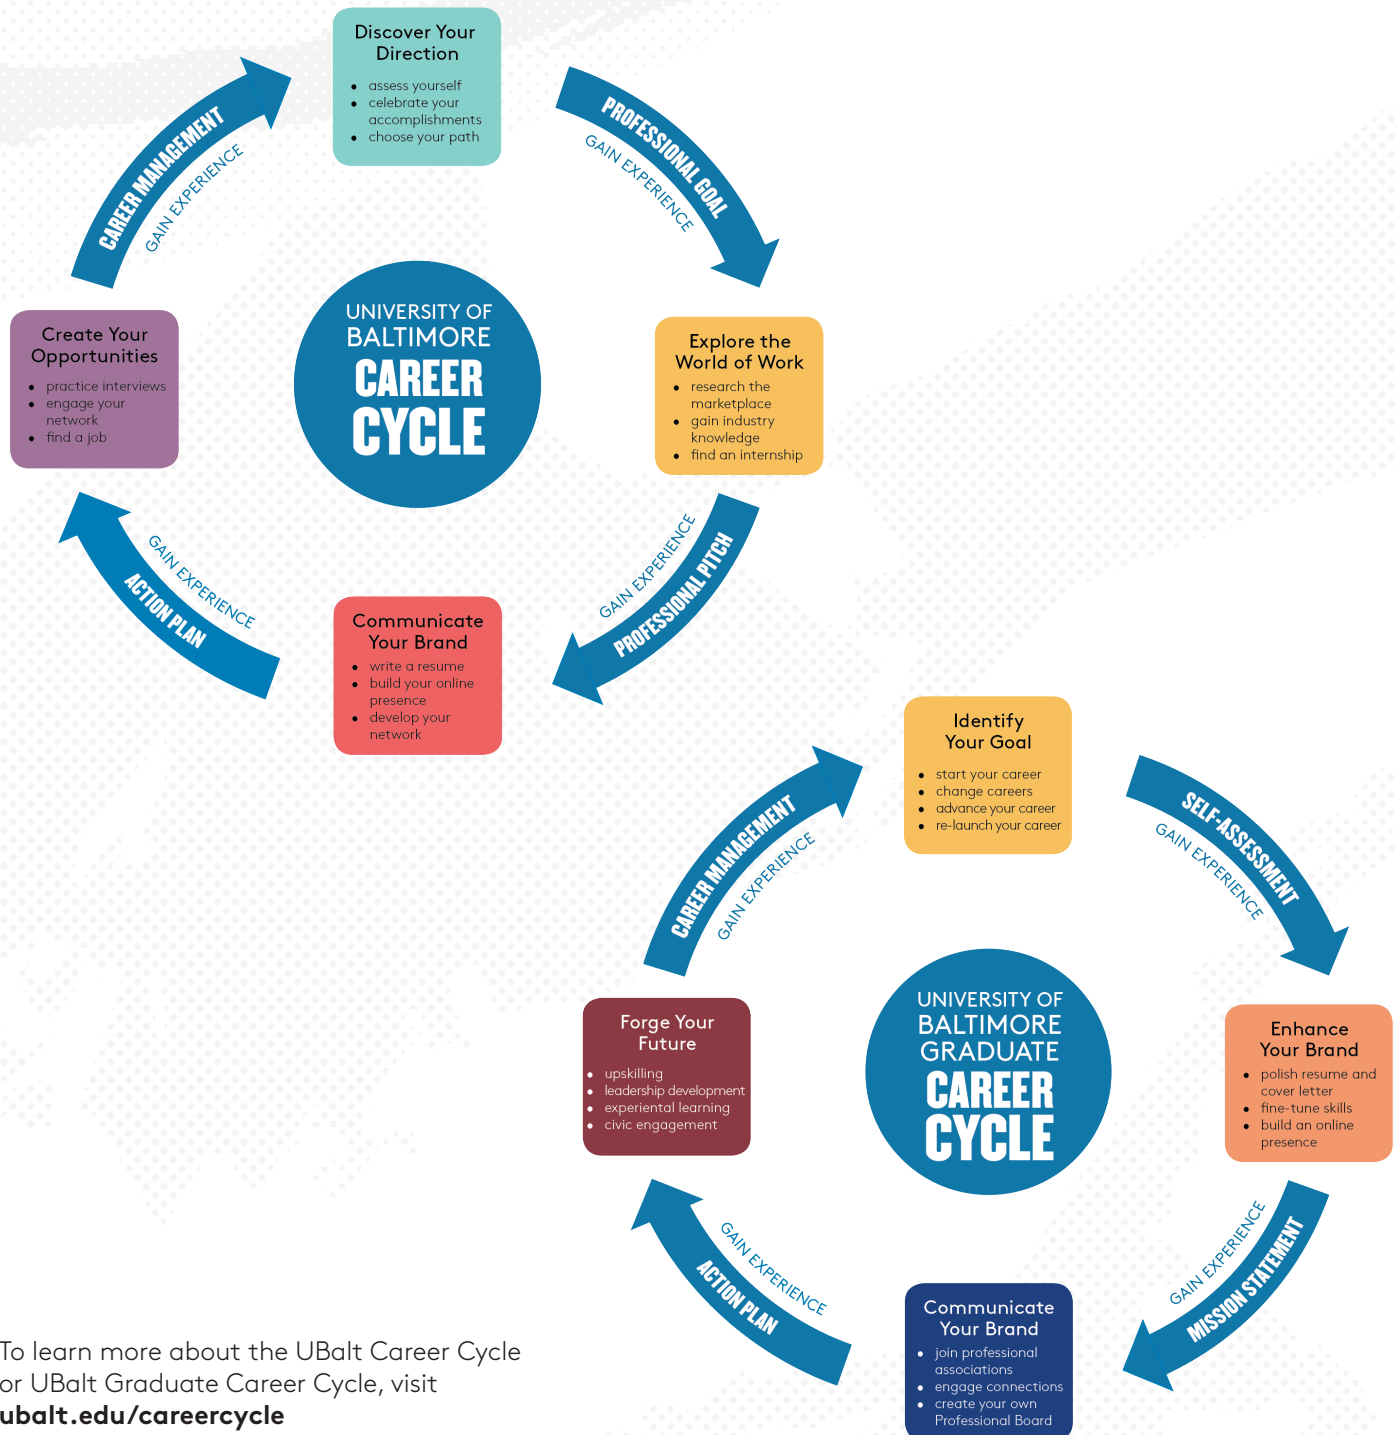 Discover Your
Direction
• assess yourself
• celebrate your
accomplishments
• choose your path
PROFESSIONAL GOAL
GAIN EXPERIENCE
Explore the
World of Work
• research the
marketplace
• gain industry
knowledge
• find an internship
PROFESSIONAL PITCH
GAIN EXPERIENCE
Communicate
Your Brand
• write a resume
• build your online
presence
• develop your
network
ACTION PLAN
GAIN EXPERIENCE
Create Your
Opportunities
• practice interviews
• engage your
network
• find a job
CAREER MANAGEMENT
GAIN EXPERIENCE
UNIVERSITY OF
BALTIMORE
CAREER
CYCLE
Identify
Your Goal
• start your career
• change careers
• advance your career
• re-launch your career
SELF-ASSESSMENT
GAIN EXPERIENCE
Enhance
Your Brand
• polish resume and
cover letter
• fine-tune skills
• build an online
presence
MISSION STATEMENT
GAIN EXPERIENCE
Communicate
Your Brand
• join professional
associations
• engage connections
• create your own
Professional Board
ACTION PLAN
GAIN EXPERIENCE
Forge Your
Future
• upskilling
• leadership development
• experiental learning
• civic engagement
CAREER MANAGEMENT
GAIN EXPERIENCE
UNIVERSITY OF
BALTIMORE
GRADUATE
CAREER
CYCLE
To learn more about the UBalt Career Cycle
or UBalt Graduate Career Cycle, visit
ubalt.edu/careercycle